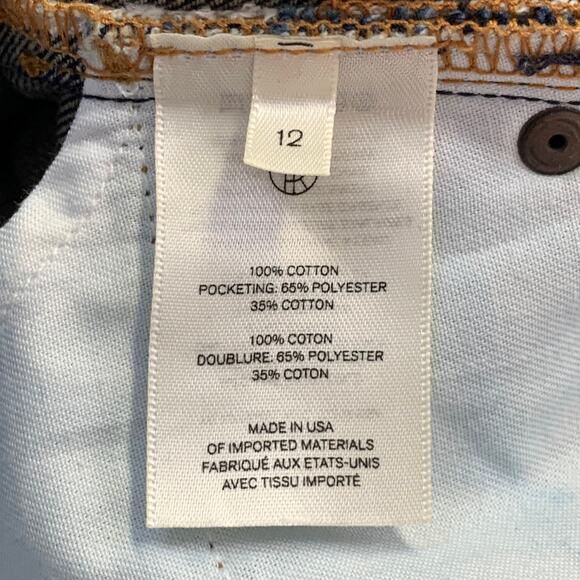 12
100% COTTON
POCKETING: 65% POLYESTER
35% COTTON
100% COTON
DOUBLURE: 65% POLYESTER
35% COTON
MADE IN USA
OF IMPORTED MATERIALS
FABRIQUÉ AUX ETATS-UNIS
AVEC TISSU IMPORTÉ